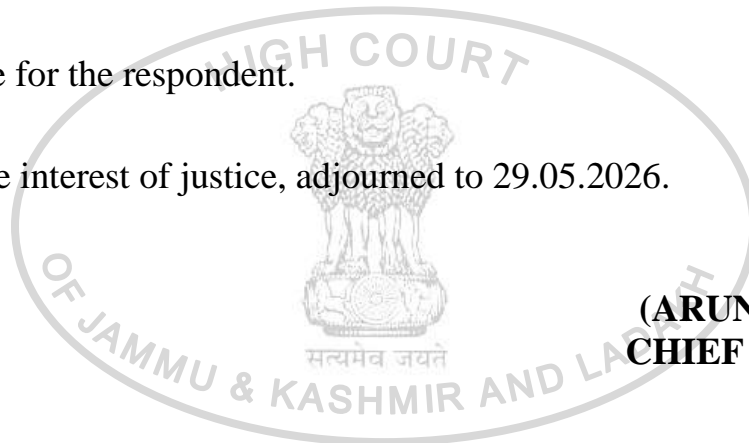 HIGH COURT
e for the respondent.
e interest of justice, adjourned to 29.05.2026.
(ARUN
CHIEF
सत्यमेव जयते
OF JAMMU & KASHMIR AND LADAKH